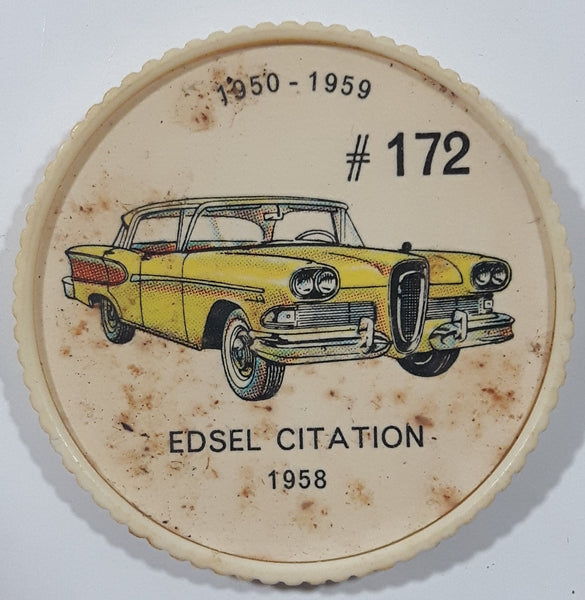 1950 - 1959
# 172
EDSEL CITATION
1958